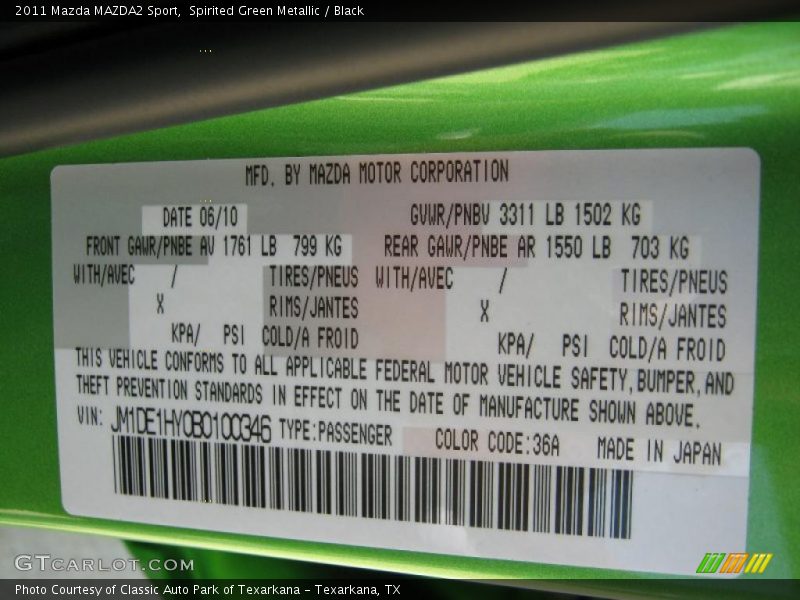 2011 Mazda MAZDA2 Sport, Spirited Green Metallic / Black
MFD. BY MAZDA MOTOR CORPORATION
DATE 06/10 GVWR/PNBV 3311 LB 1502 KG
FRONT GAWR/PNBE AV 1761 LB 799 KG REAR GAWR/PNBE AR 1550 LB 703 KG
WITH/AVEC / TIRES/PNEUS WITH/AVEC / TIRES/PNEUS
X RIMS/JANTES X RIMS/JANTES
KPA/ PSI COLD/A FROID KPA/ PSI COLD/A FROID
THIS VEHICLE CONFORMS TO ALL APPLICABLE FEDERAL MOTOR VEHICLE SAFETY, BUMPER, AND
THEFT PREVENTION STANDARDS IN EFFECT ON THE DATE OF MANUFACTURE SHOWN ABOVE.
VIN: JM1DE1HY0B0100346 TYPE:PASSENGER COLOR CODE:36A MADE IN JAPAN
GTCARLOT.COM
Photo Courtesy of Classic Auto Park of Texarkana - Texarkana, TX